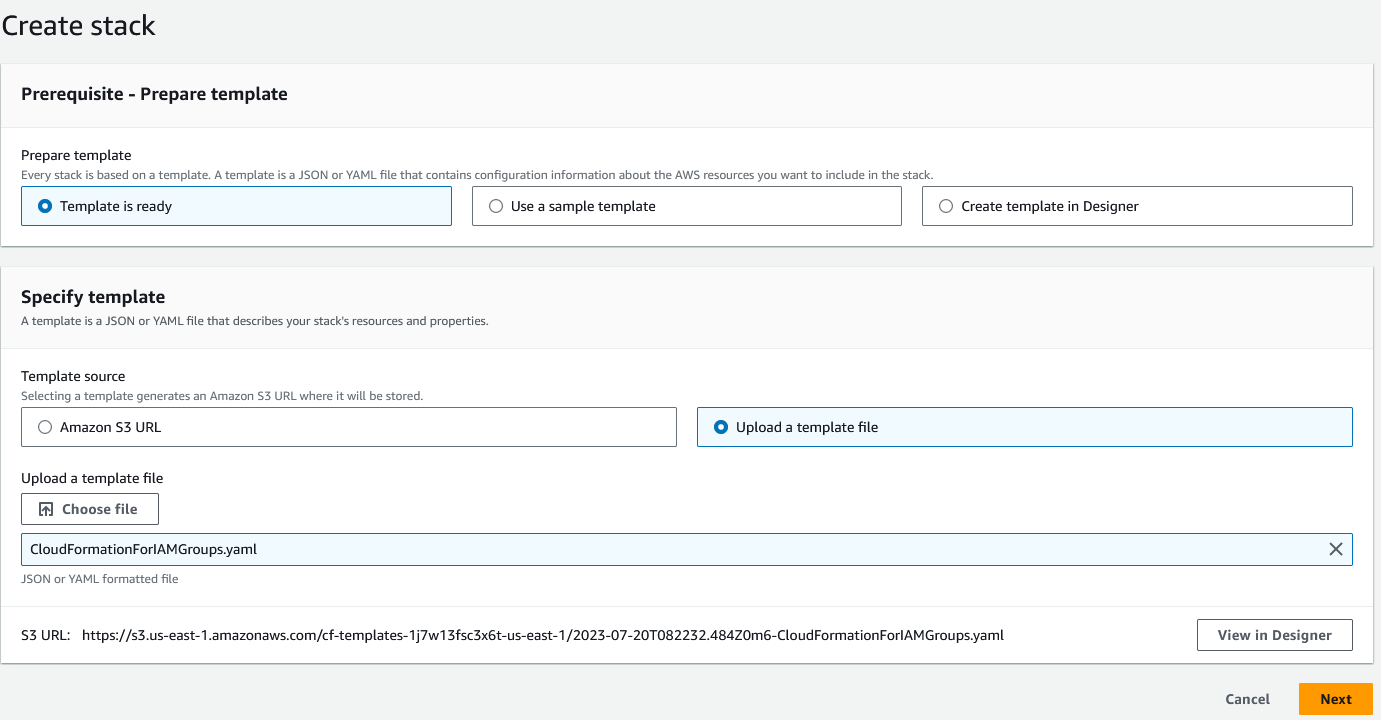 Create stack
Prerequisite - Prepare template
Prepare template
Every stack is based on a template. A template is a JSON or YAML file that contains configuration information about the AWS resources you want to include in the stack.
Template is ready
Use a sample template
Create template in Designer
Specify template
A template is a JSON or YAML file that describes your stack's resources and properties.
Template source
Selecting a template generates an Amazon S3 URL where it will be stored.
Amazon S3 URL
Upload a template file
Upload a template file
Choose file
CloudFormationForIAMGroups.yaml
JSON or YAML formatted file
S3 URL: https://s3.us-east-1.amazonaws.com/cf-templates-1j7w13fsc3x6t-us-east-1/2023-07-20T082232.484Z0m6-CloudFormationForIAMGroups.yaml
View in Designer
Cancel
Next